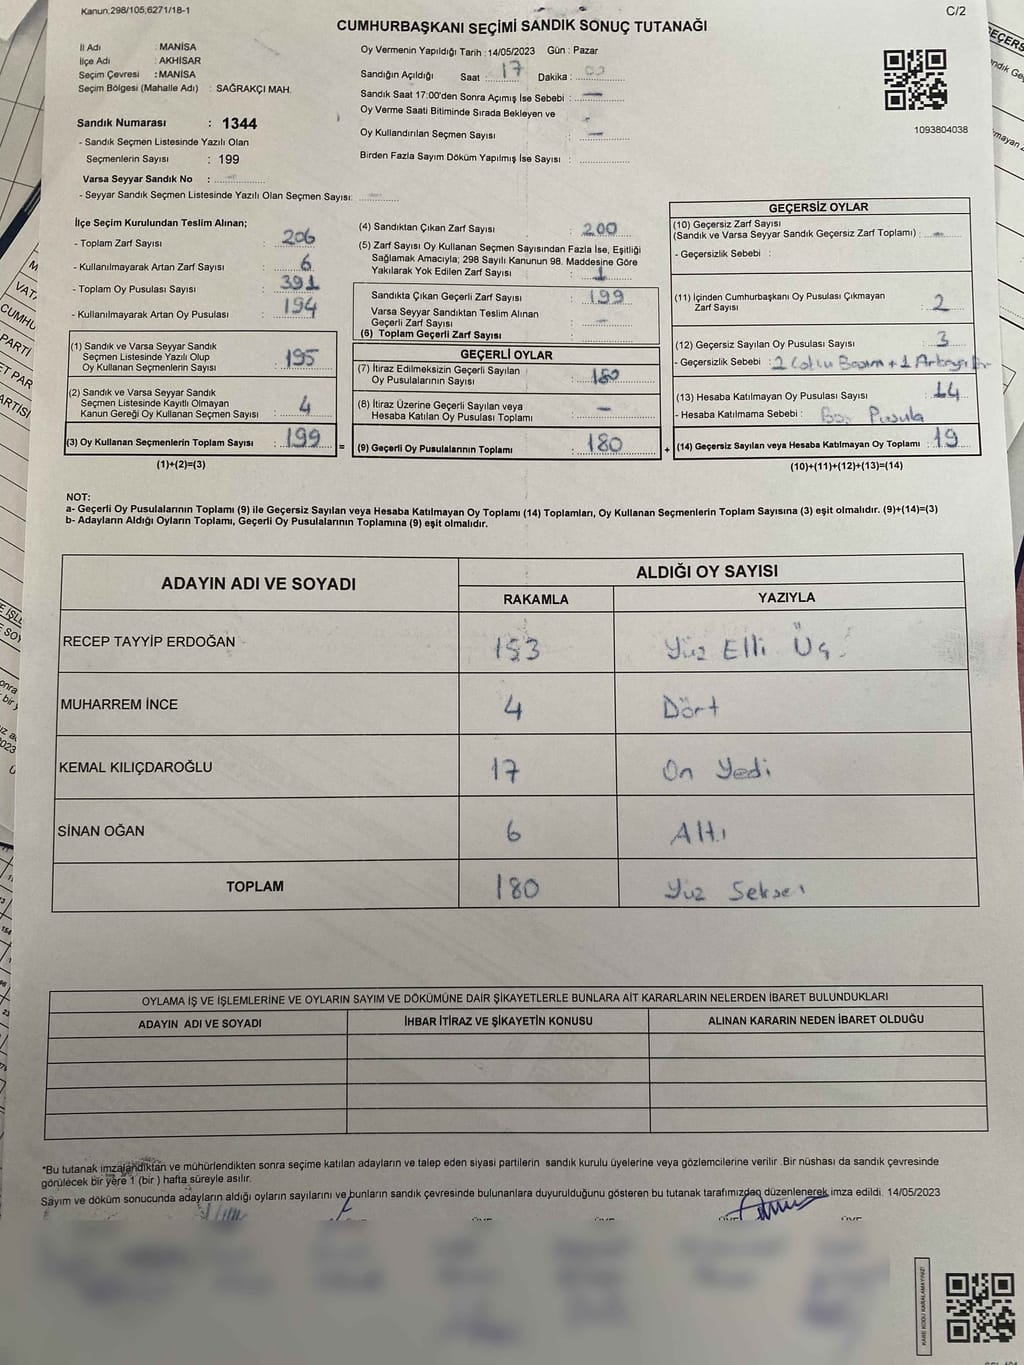 Kanun:298/105,6271/18-1
C/2
CUMHURBAŞKANI SEÇİMİ SANDIK SONUÇ TUTANAĞI
İl Adı : MANİSA
İlçe Adı : AKHİSAR
Seçim Çevresi : MANİSA
Seçim Bölgesi (Mahalle Adı) : SAĞRAKÇI MAH.
Sandık Numarası : 1344
- Sandık Seçmen Listesinde Yazılı Olan
Seçmenlerin Sayısı : 199
Varsa Seyyar Sandık No :
- Seyyar Sandık Seçmen Listesinde Yazılı Olan Seçmen Sayısı:
Oy Vermenin Yapıldığı Tarih : 14/05/2023 Gün : Pazar
Sandığın Açıldığı Saat : 17 Dakika : 00
Sandık Saat 17:00'den Sonra Açımış İse Sebebi : —
Oy Verme Saati Bitiminde Sırada Bekleyen ve
Oy Kullandırılan Seçmen Sayısı : —
Birden Fazla Sayım Döküm Yapılmış İse Sayısı :
1093804038
İlçe Seçim Kurulundan Teslim Alınan;
- Toplam Zarf Sayısı : 206
- Kullanılmayarak Artan Zarf Sayısı : 6
- Toplam Oy Pusulası Sayısı : 391
- Kullanılmayarak Artan Oy Pusulası : 194
(1) Sandık ve Varsa Seyyar Sandık
Seçmen Listesinde Yazılı Olup
Oy Kullanan Seçmenlerin Sayısı : 195
(2) Sandık ve Varsa Seyyar Sandık
Seçmen Listesinde Kayıtlı Olmayan
Kanun Gereği Oy Kullanan Seçmen Sayısı : 4
(3) Oy Kullanan Seçmenlerin Toplam Sayısı : 199 =
(1)+(2)=(3)
(4) Sandıktan Çıkan Zarf Sayısı : 200
(5) Zarf Sayısı Oy Kullanan Seçmen Sayısından Fazla İse, Eşitliği
Sağlamak Amacıyla; 298 Sayılı Kanunun 98. Maddesine Göre
Yakılarak Yok Edilen Zarf Sayısı : 1
Sandıkta Çıkan Geçerli Zarf Sayısı : 199
Varsa Seyyar Sandıktan Teslim Alınan
Geçerli Zarf Sayısı : —
(6) Toplam Geçerli Zarf Sayısı :
GEÇERLİ OYLAR
(7) İtiraz Edilmeksizin Geçerli Sayılan
Oy Pusulalarının Sayısı : 180
(8) İtiraz Üzerine Geçerli Sayılan veya
Hesaba Katılan Oy Pusulası Toplamı : —
(9) Geçerli Oy Pusulalarının Toplamı : 180 +
GEÇERSİZ OYLAR
(10) Geçersiz Zarf Sayısı
(Sandık ve Varsa Seyyar Sandık Geçersiz Zarf Toplamı) : —
- Geçersizlik Sebebi :
(11) İçinden Cumhurbaşkanı Oy Pusulası Çıkmayan
Zarf Sayısı : 2
(12) Geçersiz Sayılan Oy Pusulası Sayısı : 3
- Geçersizlik Sebebi :
(13) Hesaba Katılmayan Oy Pusulası Sayısı : 14
- Hesaba Katılmama Sebebi : Boş Pusula
(14) Geçersiz Sayılan veya Hesaba Katılmayan Oy Toplamı : 19
(10)+(11)+(12)+(13)=(14)
NOT:
a- Geçerli Oy Pusulalarının Toplamı (9) ile Geçersiz Sayılan veya Hesaba Katılmayan Oy Toplamı (14) Toplamları, Oy Kullanan Seçmenlerin Toplam Sayısına (3) eşit olmalıdır. (9)+(14)=(3)
b- Adayların Aldığı Oyların Toplamı, Geçerli Oy Pusulalarının Toplamına (9) eşit olmalıdır.
ADAYIN ADI VE SOYADI ALDIĞI OY SAYISI
RAKAMLA YAZIYLA
RECEP TAYYİP ERDOĞAN 153 Yüz Elli Üç
MUHARREM İNCE 4 Dört
KEMAL KILIÇDAROĞLU 17 On Yedi
SİNAN OĞAN 6 Altı
TOPLAM 180 Yüz Seksen
OYLAMA İŞ VE İŞLEMLERİNE VE OYLARIN SAYIM VE DÖKÜMÜNE DAİR ŞİKAYETLERLE BUNLARA AİT KARARLARIN NELERDEN İBARET BULUNDUKLARI
ADAYIN ADI VE SOYADI İHBAR İTİRAZ VE ŞİKAYETİN KONUSU ALINAN KARARIN NEDEN İBARET OLDUĞU
*Bu tutanak imzalandıktan ve mühürlendikten sonra seçime katılan adayların ve talep eden siyasi partilerin sandık kurulu üyelerine veya gözlemcilerine verilir .Bir nüshası da sandık çevresinde
görülecek bir yere 1 (bir ) hafta süreyle asılır.
Sayım ve döküm sonucunda adayların aldığı oyların sayılarını ve bunların sandık çevresinde bulunanlara duyurulduğunu gösteren bu tutanak tarafımızdan düzenlenerek imza edildi. 14/05/2023
KARE KODU KARALAMAYINIZ!